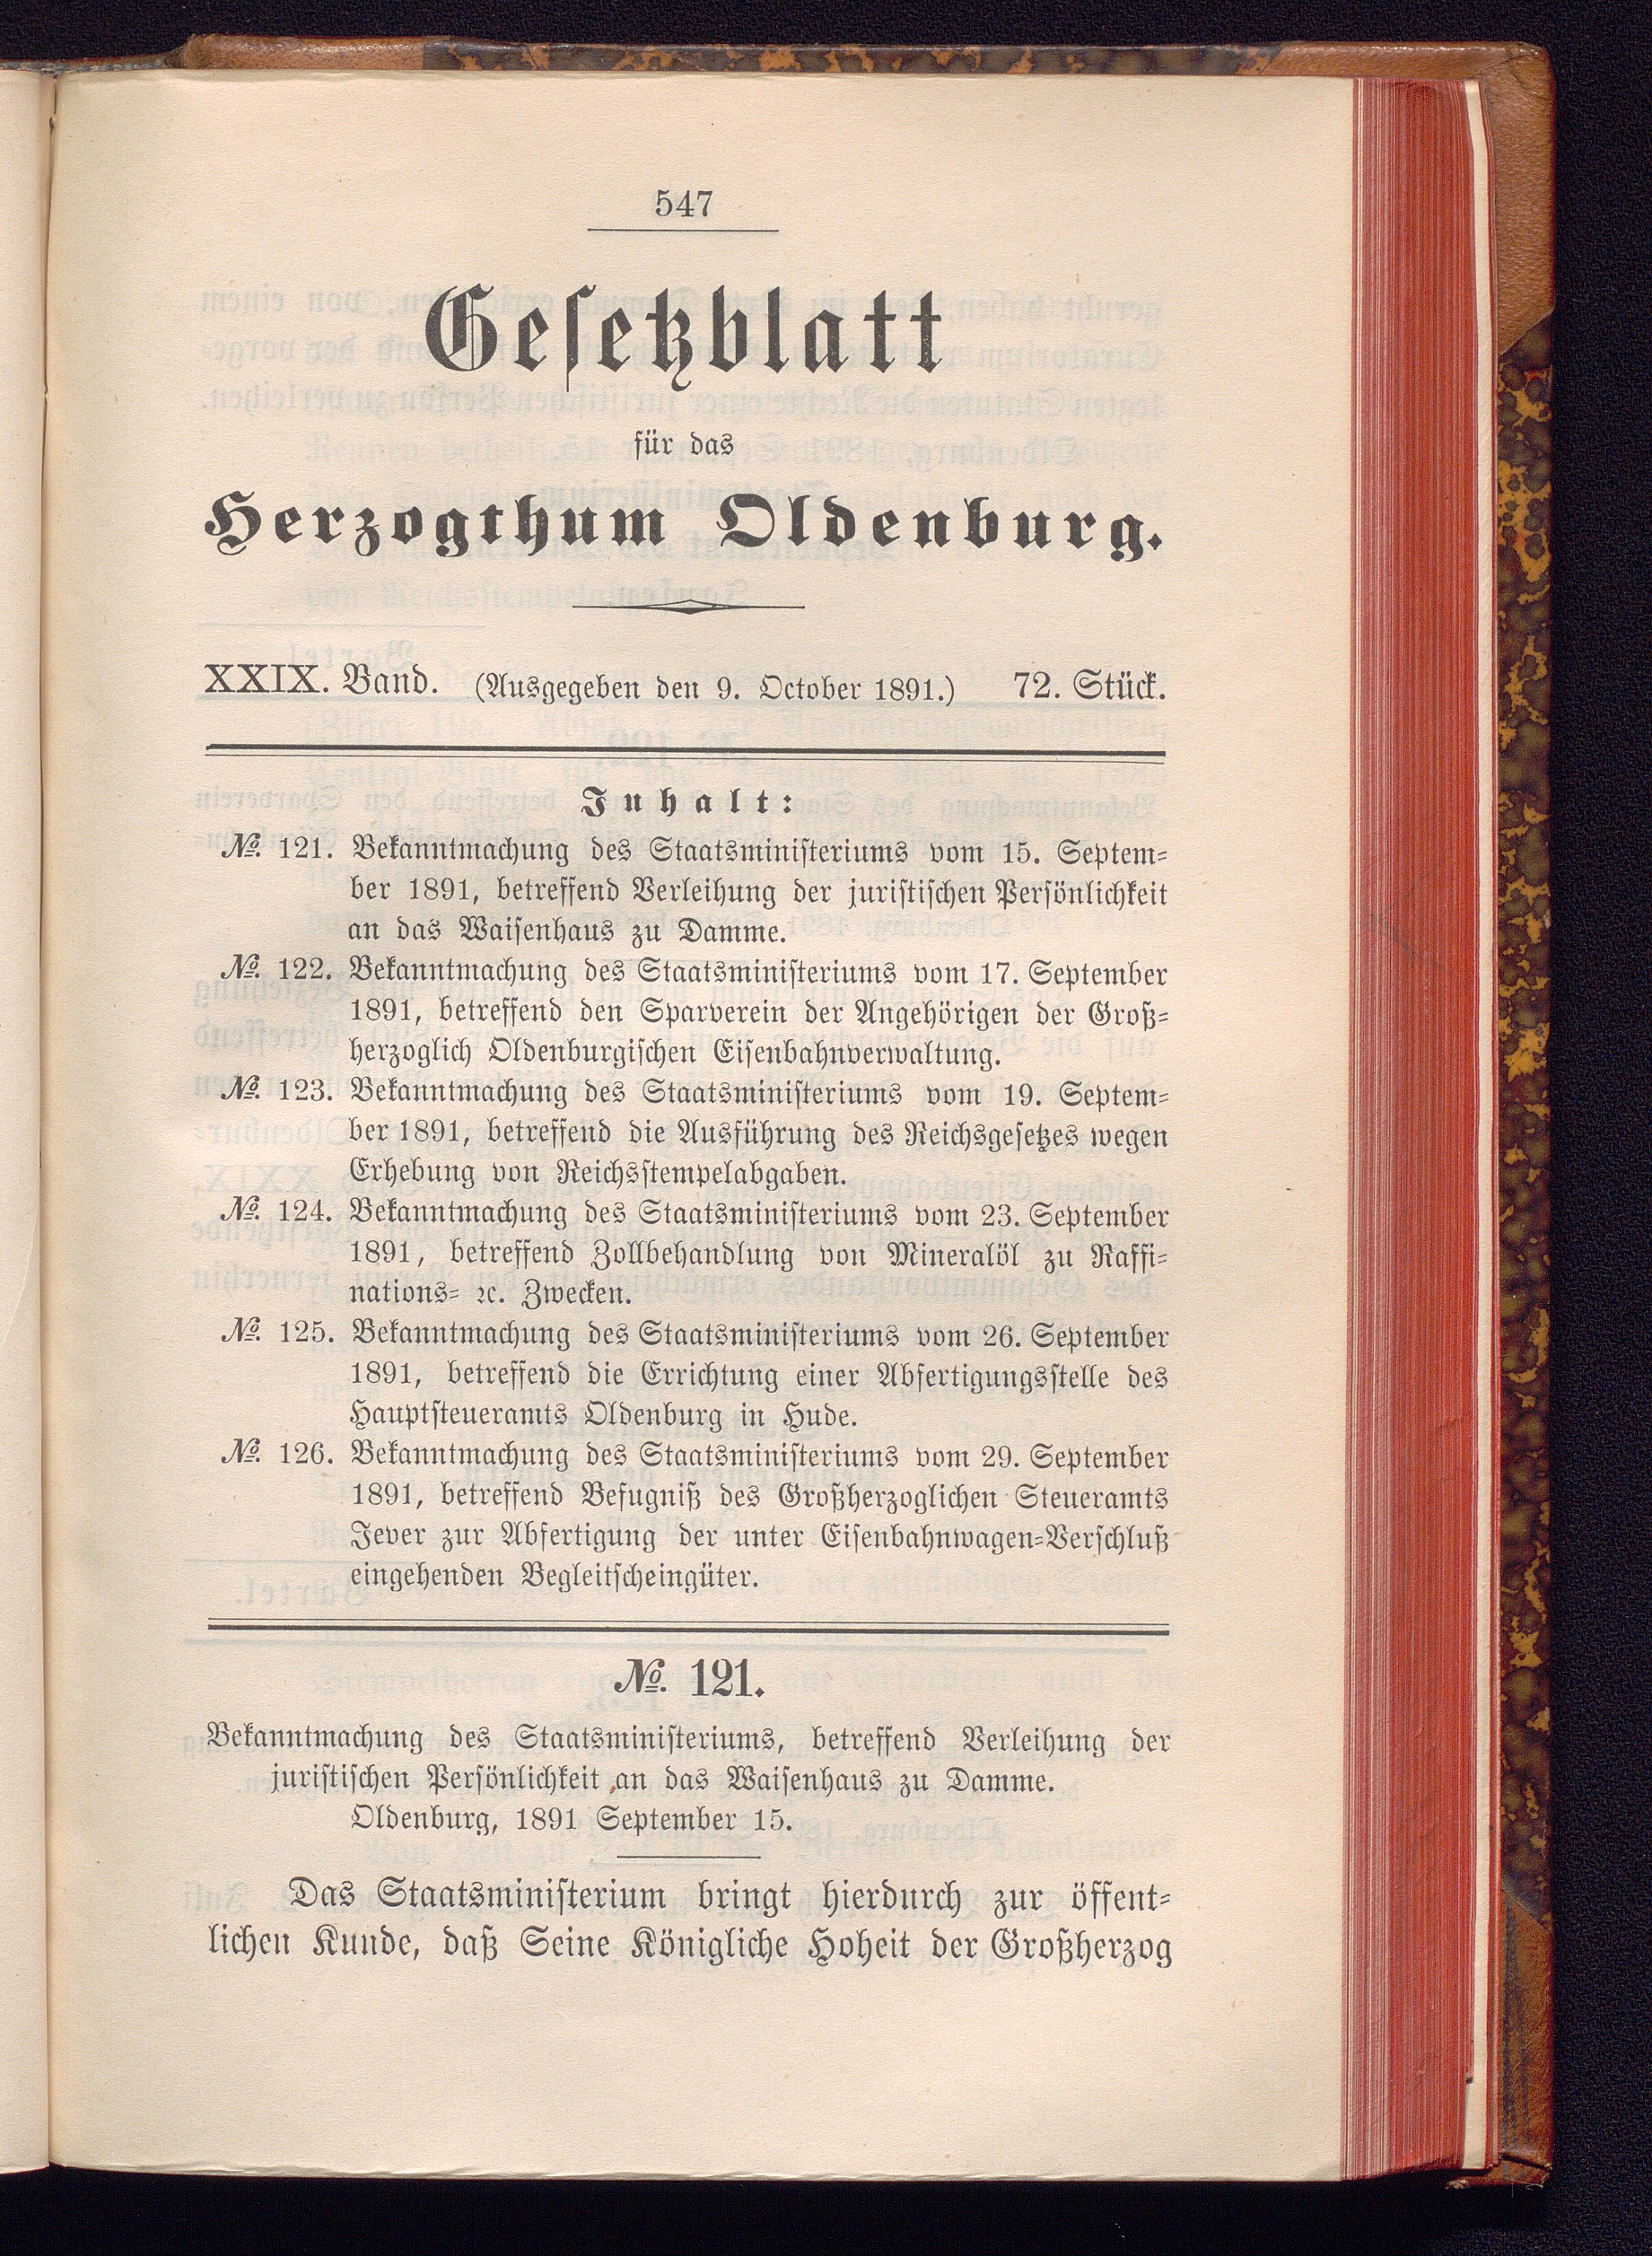 547
Gesetzblatt
für das
Herzogthum Oldenburg.
XXIX. Band. (Ausgegeben den 9. October 1891.) 72. Stück.
Inhalt:
№. 121. Bekanntmachung des Staatsministeriums vom 15. Septem-
ber 1891, betreffend Verleihung der juristischen Persönlichkeit
an das Waisenhaus zu Damme.
№. 122. Bekanntmachung des Staatsministeriums vom 17. September
1891, betreffend den Sparverein der Angehörigen der Groß-
herzoglich Oldenburgischen Eisenbahnverwaltung.
№. 123. Bekanntmachung des Staatsministeriums vom 19. Septem-
ber 1891, betreffend die Ausführung des Reichsgesetzes wegen
Erhebung von Reichsstempelabgaben.
№. 124. Bekanntmachung des Staatsministeriums vom 23. September
1891, betreffend Zollbehandlung von Mineralöl zu Raffi-
nations- ꝛc. Zwecken.
№. 125. Bekanntmachung des Staatsministeriums vom 26. September
1891, betreffend die Errichtung einer Abfertigungsstelle des
Hauptsteueramts Oldenburg in Hude.
№. 126. Bekanntmachung des Staatsministeriums vom 29. September
1891, betreffend Befugniß des Großherzoglichen Steueramts
Jever zur Abfertigung der unter Eisenbahnwagen-Verschluß
eingehenden Begleitscheingüter.
№. 121.
Bekanntmachung des Staatsministeriums, betreffend Verleihung der
juristischen Persönlichkeit an das Waisenhaus zu Damme.
Oldenburg, 1891 September 15.
Das Staatsministerium bringt hierdurch zur öffent-
lichen Kunde, daß Seine Königliche Hoheit der Großherzog